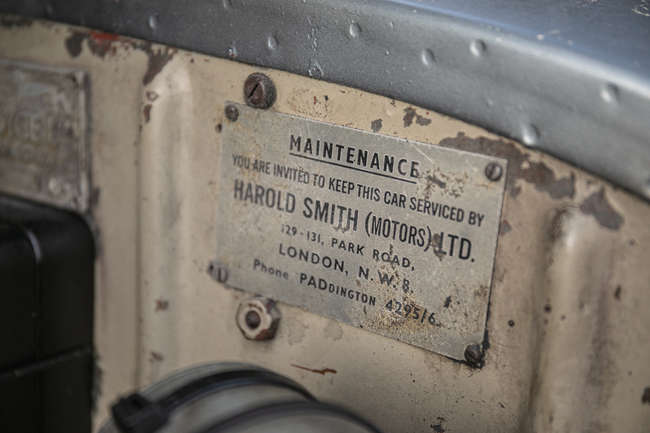 MAINTENANCE
YOU ARE INVITED TO KEEP THIS CAR SERVICED BY
HAROLD SMITH (MOTORS) LTD.
129-131, PARK ROAD,
LONDON, N.W.8.
Phone PADDINGTON 4295/6.